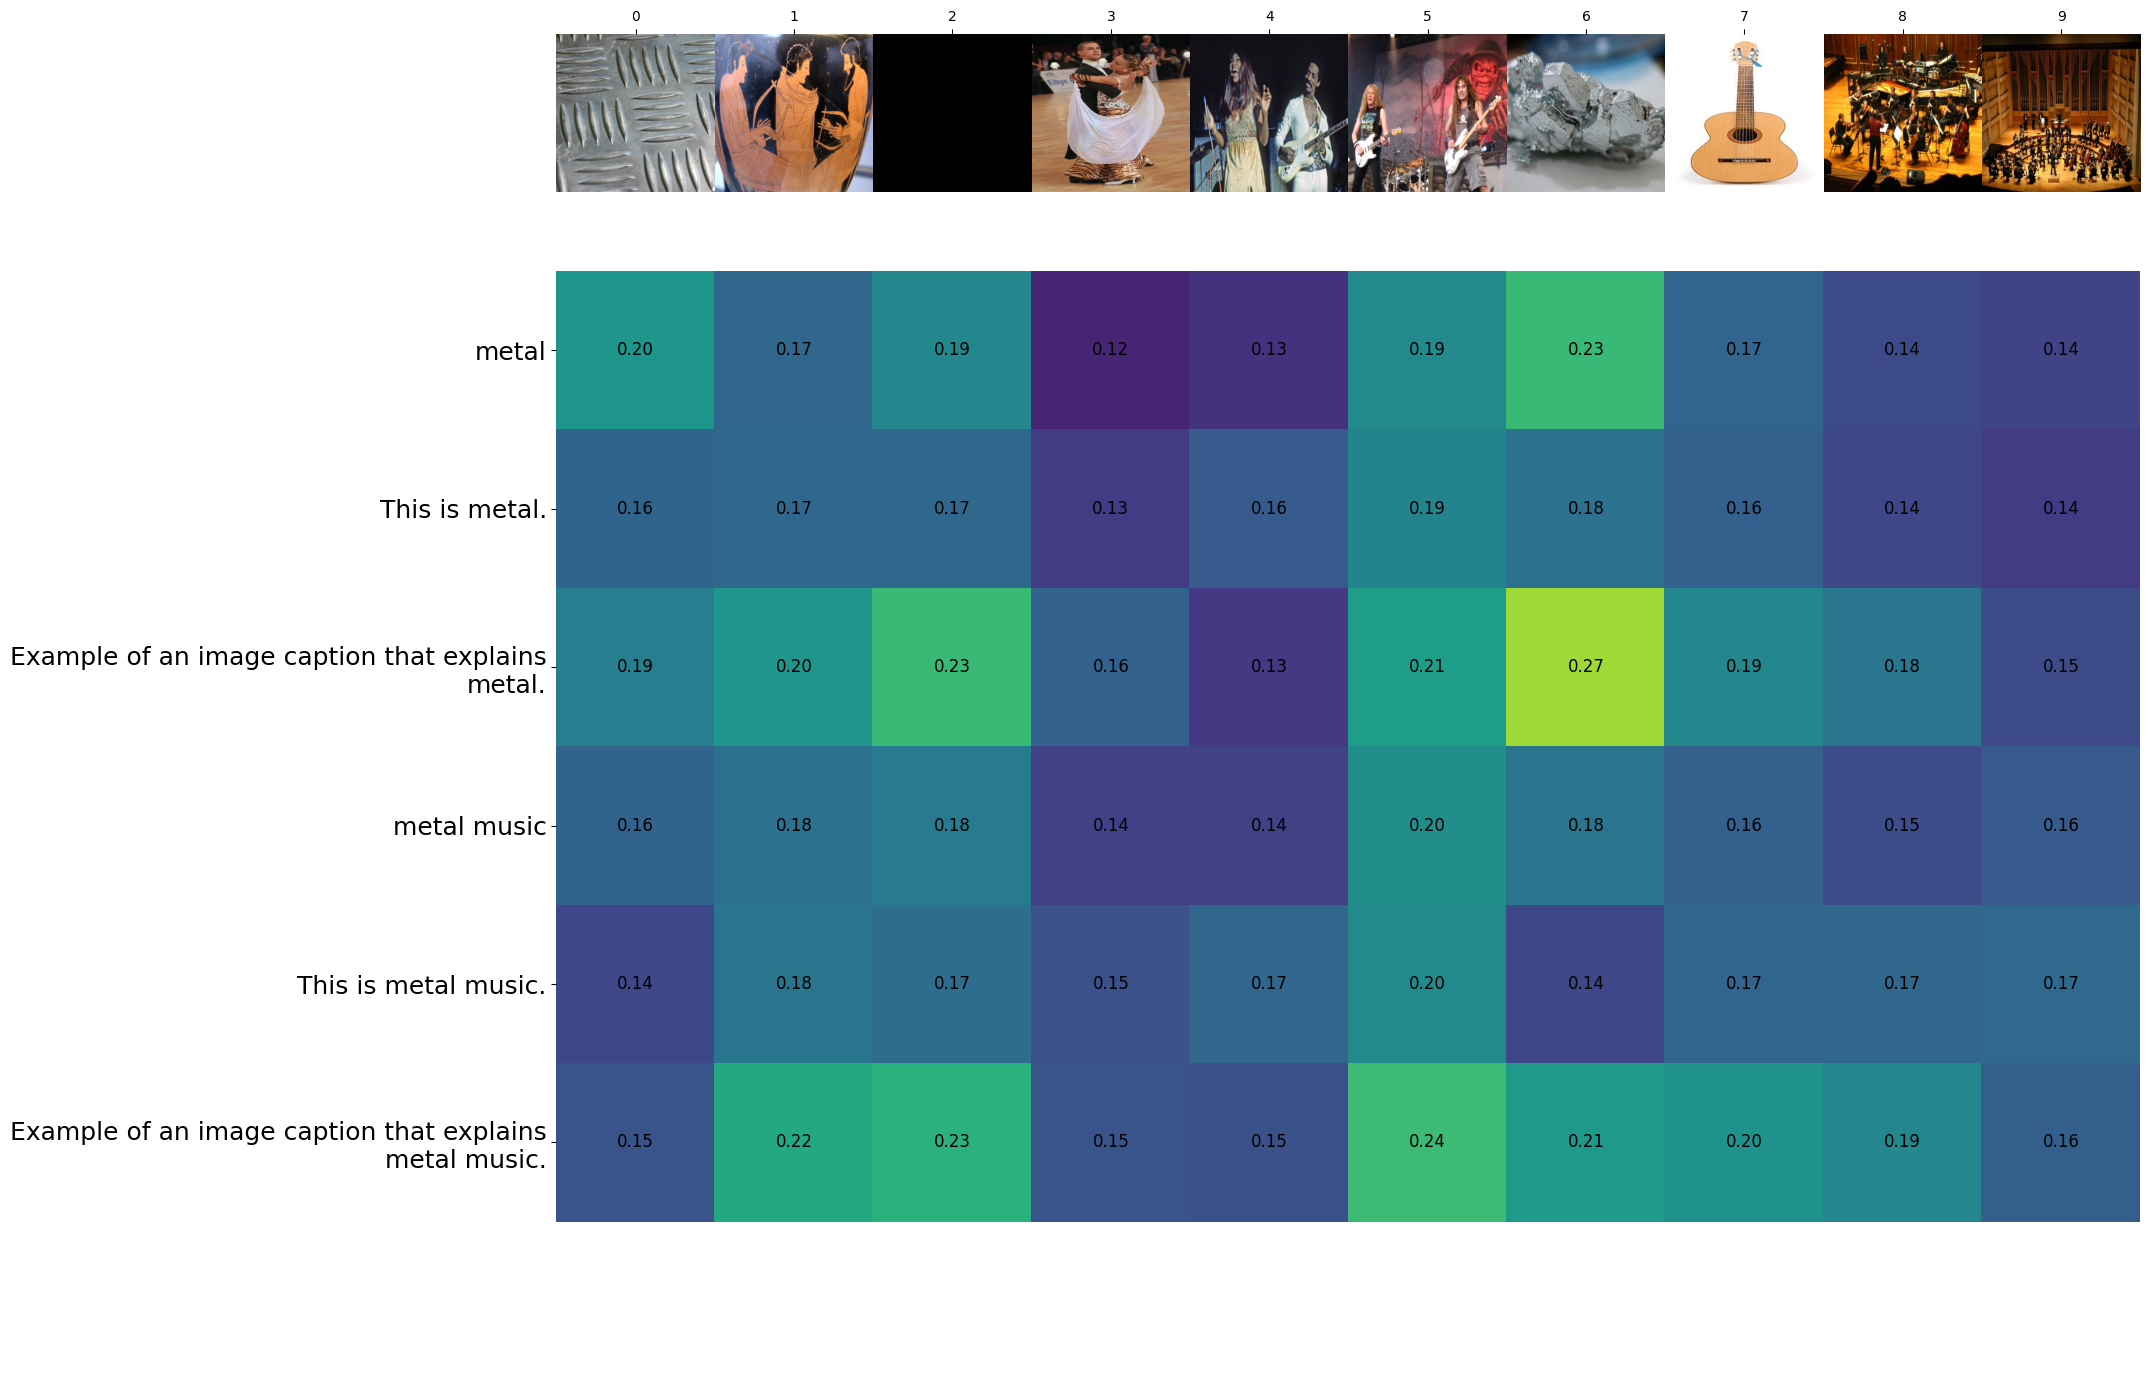 0 1 2 3 4 5 6 7 8 9
metal 0.20 0.17 0.19 0.12 0.13 0.19 0.23 0.17 0.14 0.14
This is metal. 0.16 0.17 0.17 0.13 0.16 0.19 0.18 0.16 0.14 0.14
Example of an image caption that explains
metal. 0.19 0.20 0.23 0.16 0.13 0.21 0.27 0.19 0.18 0.15
metal music 0.16 0.18 0.18 0.14 0.14 0.20 0.18 0.16 0.15 0.16
This is metal music. 0.14 0.18 0.17 0.15 0.17 0.20 0.14 0.17 0.17 0.17
Example of an image caption that explains
metal music. 0.15 0.22 0.23 0.15 0.15 0.24 0.21 0.20 0.19 0.16